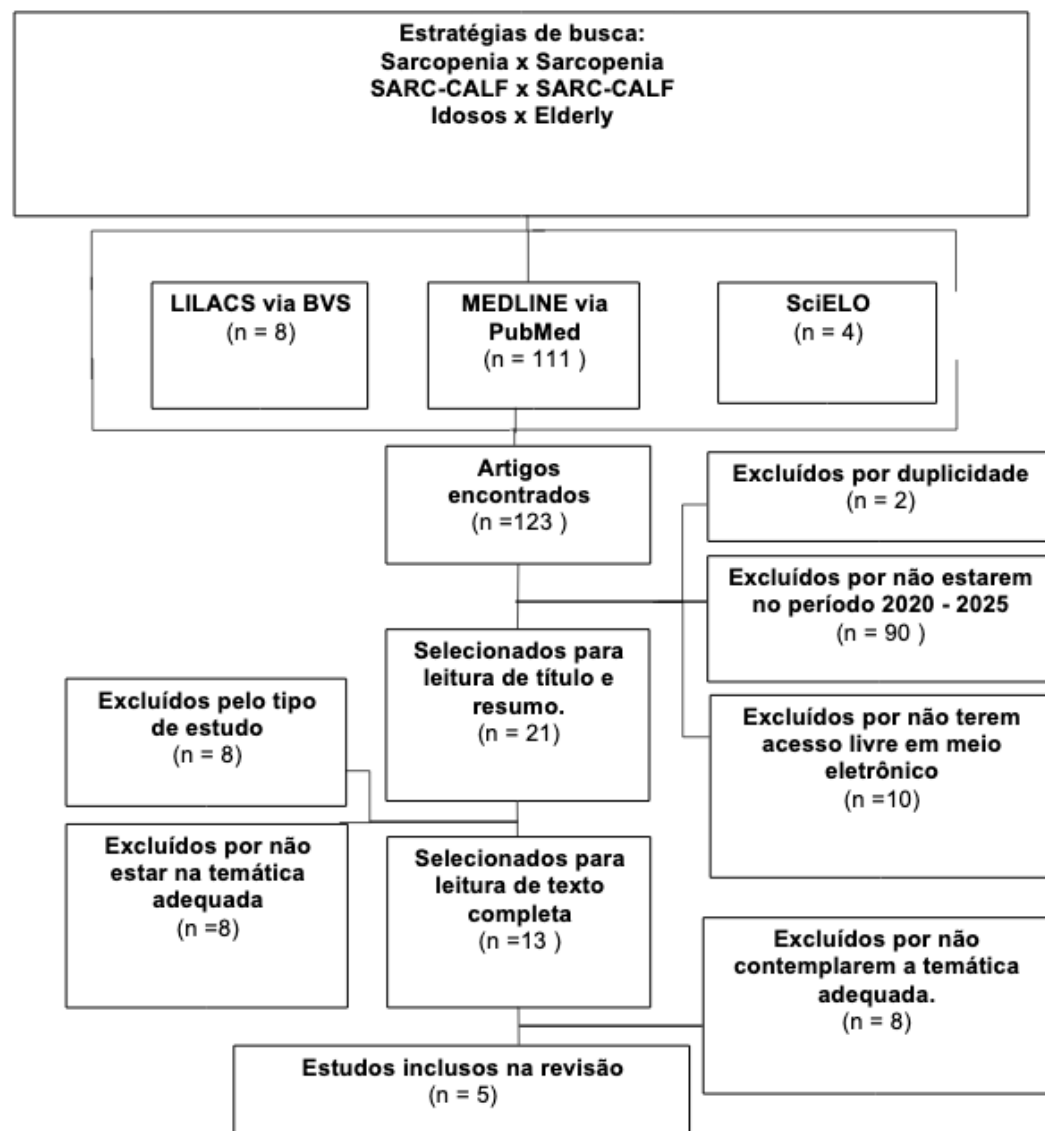 Estratégias de busca:
Sarcopenia x Sarcopenia
SARC-CALF x SARC-CALF
Idosos x Elderly
LILACS via BVS
(n = 8)
MEDLINE via
PubMed
(n = 111 )
SciELO
(n = 4)
Artigos
encontrados
(n =123 )
Excluídos por duplicidade
(n = 2)
Excluídos por não estarem
no período 2020 - 2025
(n = 90 )
Selecionados para
leitura de título e
resumo.
(n = 21)
Excluídos por não terem
acesso livre em meio
eletrônico
(n =10)
Excluídos pelo tipo
de estudo
(n = 8)
Excluídos por não
estar na temática
adequada
(n =8)
Selecionados para
leitura de texto
completa
(n =13 )
Excluídos por não
contemplarem a temática
adequada.
(n = 8)
Estudos inclusos na revisão
(n = 5)